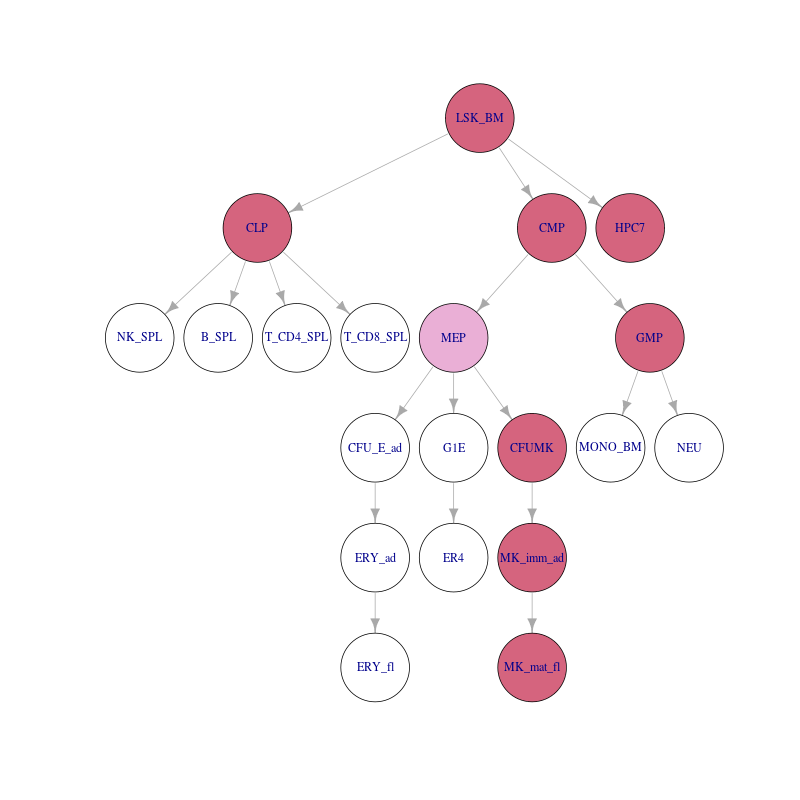 LSK_BM
CLP
CMP
HPC7
NK_SPL
B_SPL
T_CD4_SPL
T_CD8_SPL
MEP
GMP
CFU_E_ad
G1E
CFUMK
MONO_BM
NEU
ERY_ad
ER4
MK_imm_ad
ERY_fl
MK_mat_fl